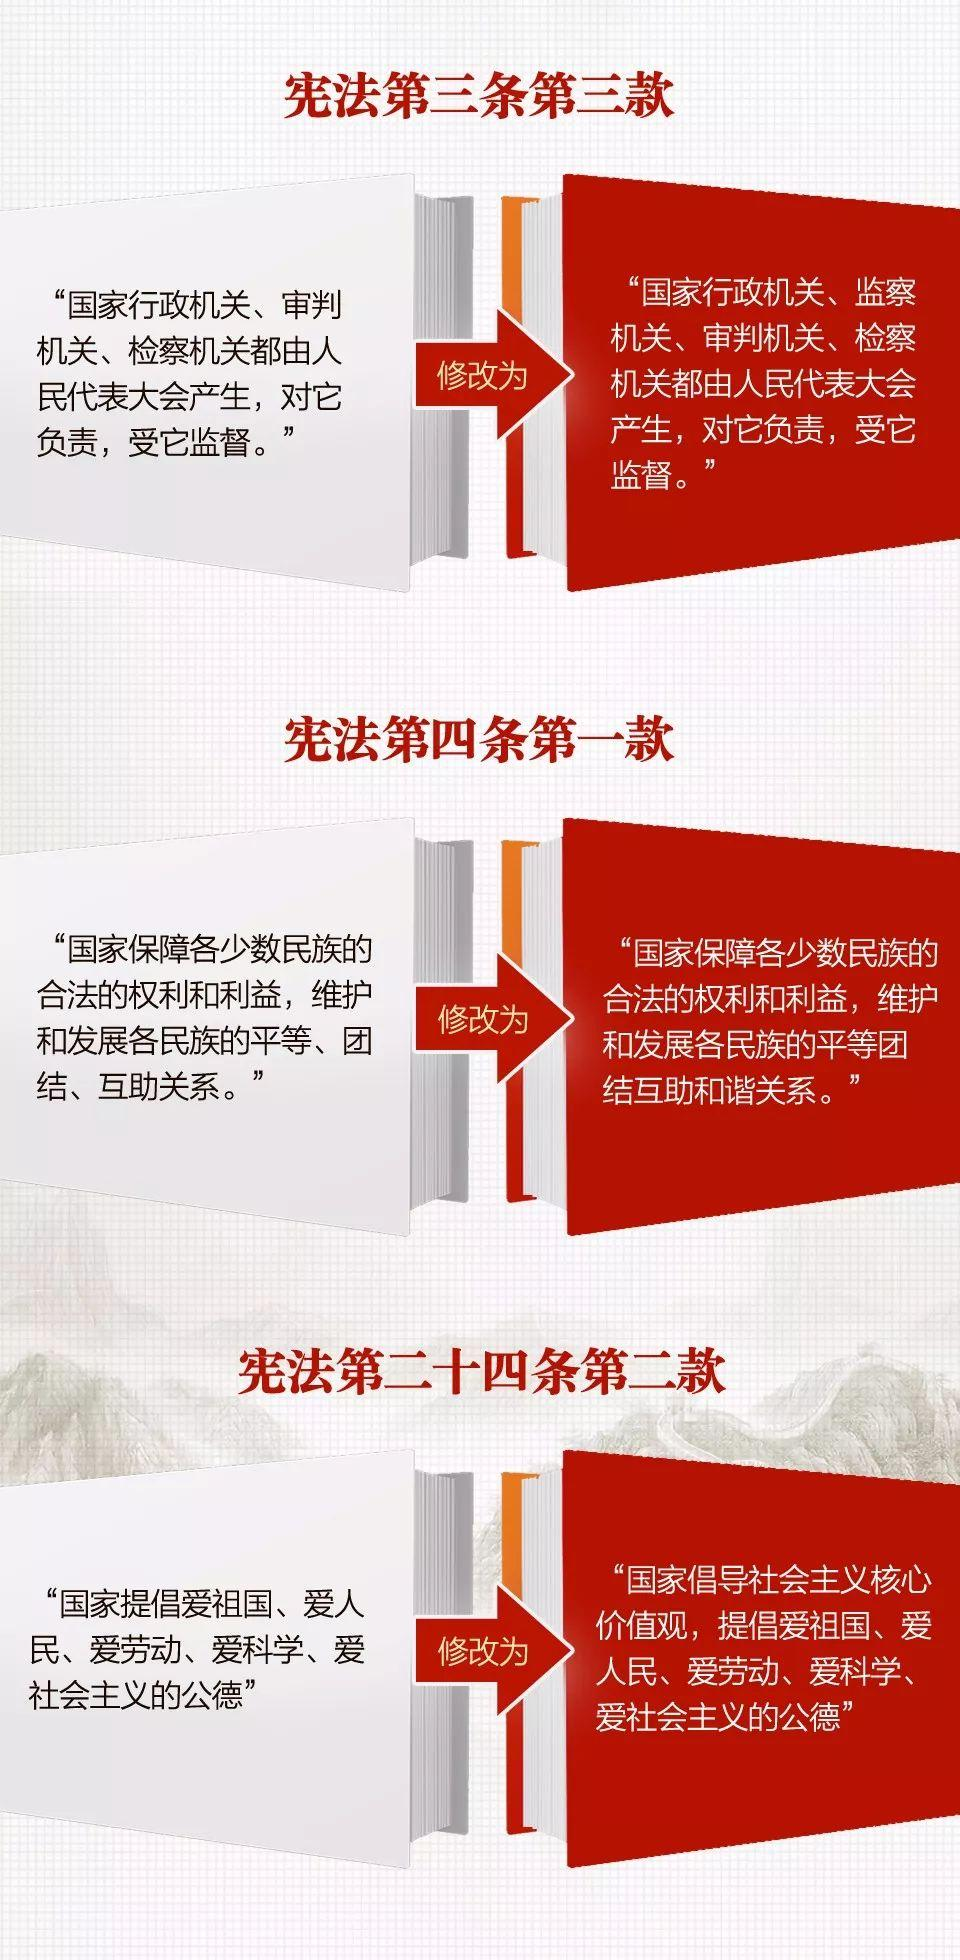 宪法第三条第三款
“国家行政机关、审判
机关、检察机关都由人
民代表大会产生，对它
负责，受它监督。”
修改为
“国家行政机关、监察
机关、审判机关、检察
机关都由人民代表大会
产生，对它负责，受它
监督。”
宪法第四条第一款
“国家保障各少数民族的
合法的权利和利益，维护
和发展各民族的平等、团
结、互助关系。”
修改为
“国家保障各少数民族的
合法的权利和利益，维护
和发展各民族的平等团
结互助和谐关系。”
宪法第二十四条第二款
“国家提倡爱祖国、爱人
民、爱劳动、爱科学、爱
社会主义的公德”
修改为
“国家倡导社会主义核心
价值观，提倡爱祖国、爱
人民、爱劳动、爱科学、
爱社会主义的公德”